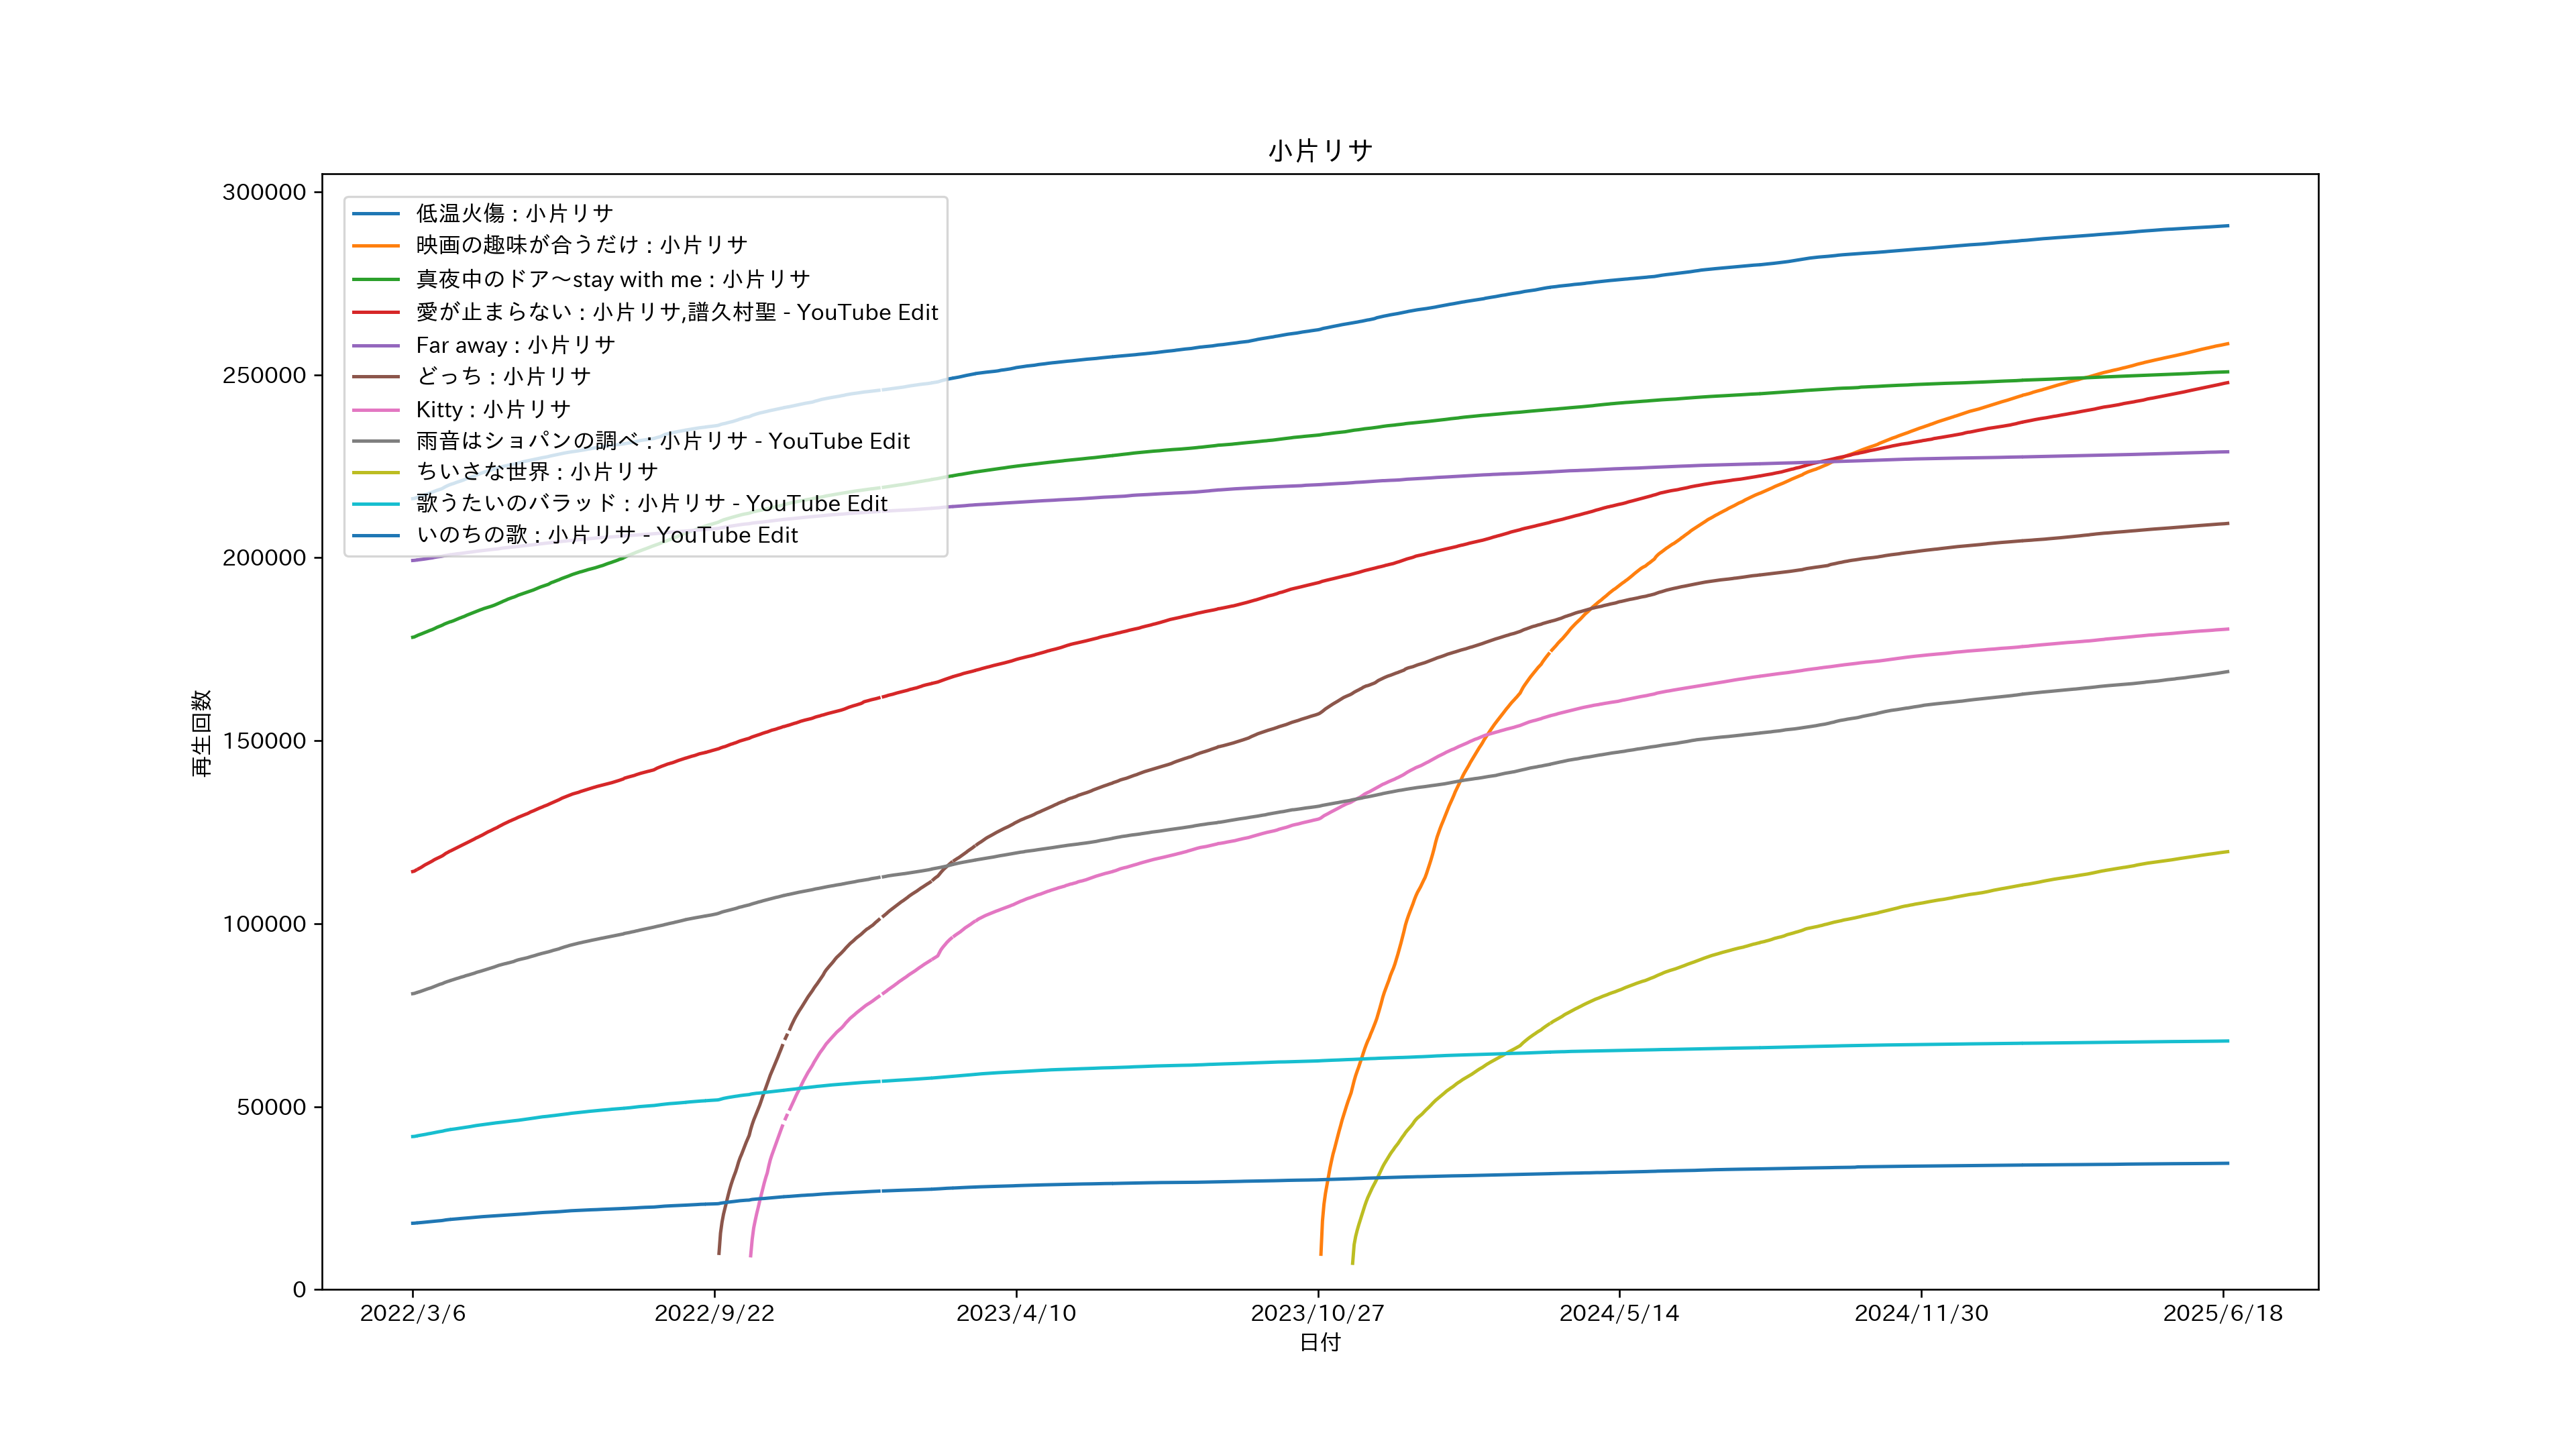 小片リサ
300000
250000
200000
150000
100000
50000
0
再生回数
低温火傷 : 小片リサ
映画の趣味が合うだけ : 小片リサ
真夜中のドア～stay with me : 小片リサ
愛が止まらない : 小片リサ,譜久村聖 - YouTube Edit
Far away : 小片リサ
どっち : 小片リサ
Kitty : 小片リサ
雨音はショパンの調べ : 小片リサ - YouTube Edit
ちいさな世界 : 小片リサ
歌うたいのバラッド : 小片リサ - YouTube Edit
いのちの歌 : 小片リサ - YouTube Edit
2022/3/6 2022/9/22 2023/4/10 2023/10/27 2024/5/14 2024/11/30 2025/6/18
日付